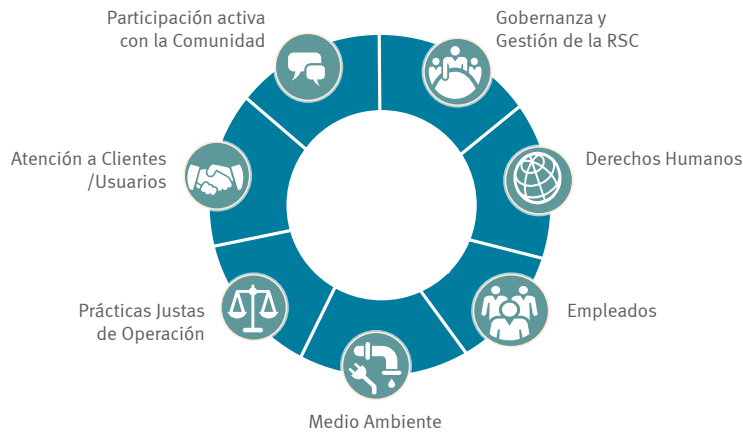 Participación activa
con la Comunidad
Gobernanza y
Gestión de la RSC
Atención a Clientes
/Usuarios
Derechos Humanos
Prácticas Justas
de Operación
Empleados
Medio Ambiente